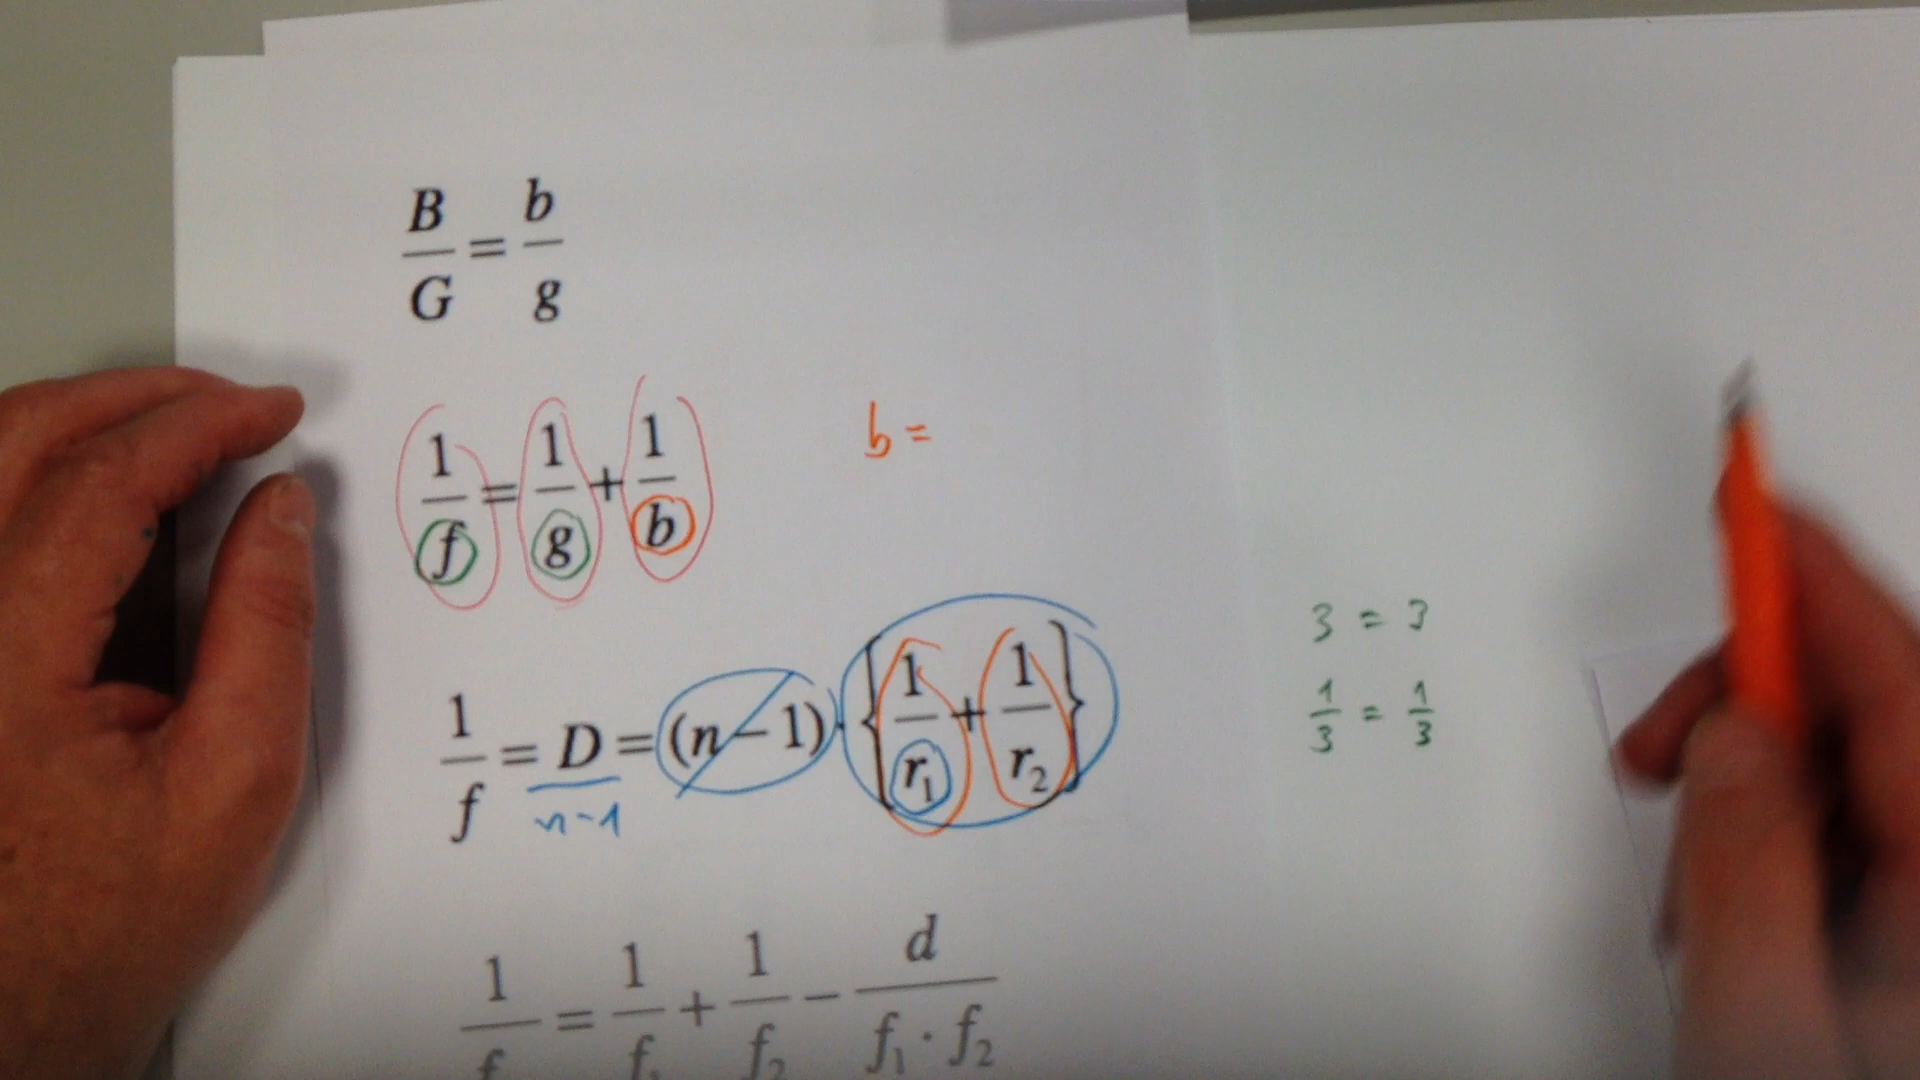 B/G = b/g
1/f = 1/g + 1/b
b =
3 = 3
1/3 = 1/3
1/f = D = (n − 1) · {1/r₁ + 1/r₂}
n-1
1/f = 1/f₁ + 1/f₂ − d/(f₁ · f₂)